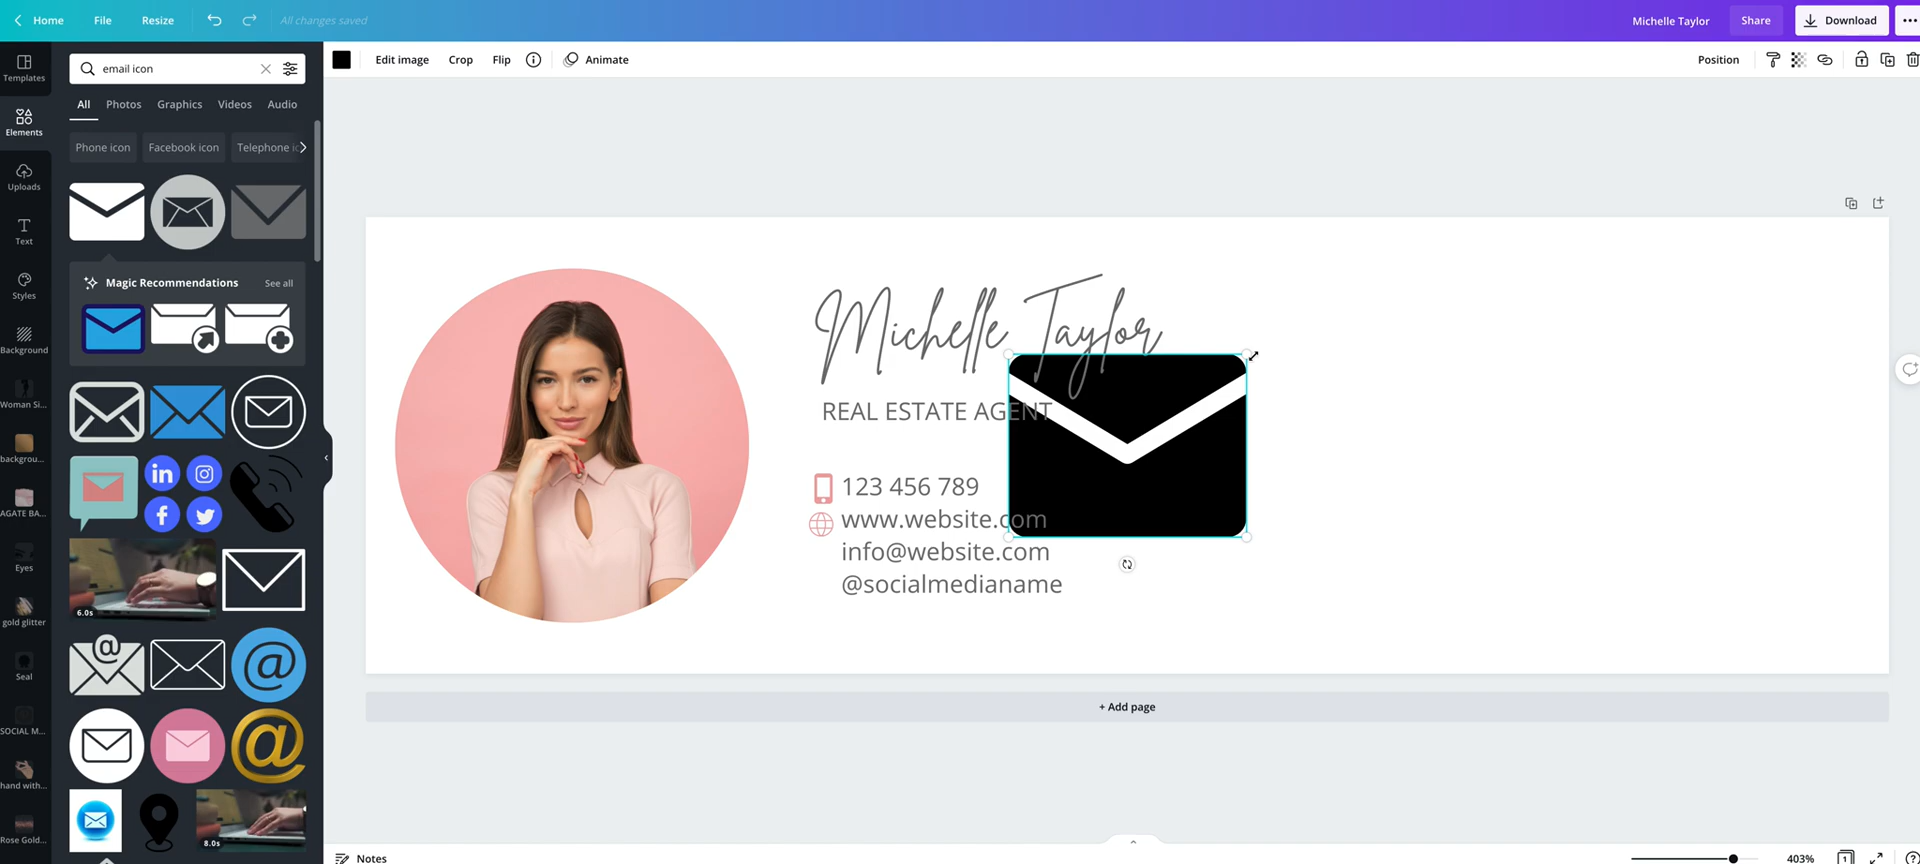 Home File Resize All changes saved Michelle Taylor Share Download
Templates
Elements
Uploads
Text
Styles
Background
Woman Si...
backgrou...
AGATE BA...
Eyes
gold glitter
Seal
SOCIAL M...
hand with...
Rose Gold...
email icon
All Photos Graphics Videos Audio
Phone icon Facebook icon Telephone ic
Magic Recommendations See all
in
f
@
6.0s
@
@
@
8.0s
Edit image Crop Flip Animate Position
Michelle Taylor
REAL ESTATE AGENT
123 456 789
www.website.com
info@website.com
@socialmedianame
+ Add page
Notes 403% 1